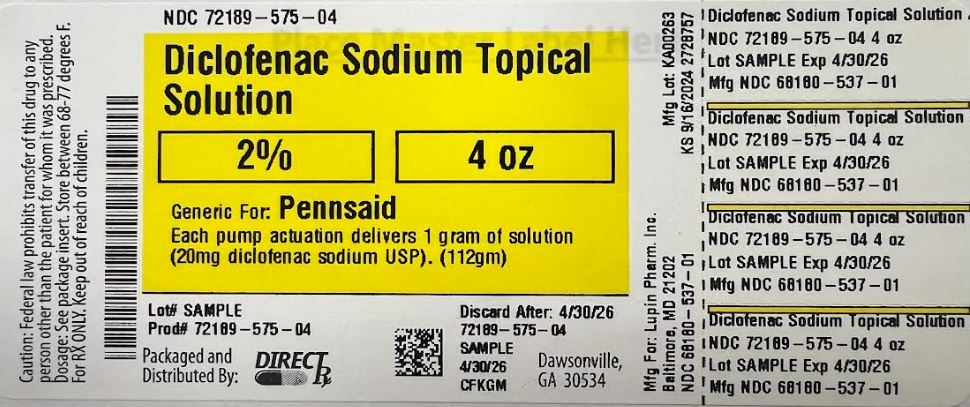 Caution: Federal law prohibits transfer of this drug to any
person other than the patient for whom it was prescribed.
Dosage: See package insert. Store between 68-77 degrees F.
For RX ONLY. Keep out of reach of children.
NDC 72189-575-04
Place Master Label Her
Diclofenac Sodium Topical
Solution
2%
4 oz
Generic For: Pennsaid
Each pump actuation delivers 1 gram of solution
(20mg diclofenac sodium USP). (112gm)
Lot# SAMPLE
Prod# 72189-575-04
Packaged and
Distributed By:
DIRECT Rx
Discard After: 4/30/26
72189-575-04
SAMPLE
4/30/26
CFKGM
Dawsonville,
GA 30534
Mfg Lot: KA00263
KS 9/16/2024 2728757
Mfg For: Lupin Pharm. Inc.
Baltimore, MD 21202
NDC 68180-537-01
Diclofenac Sodium Topical Solution
NDC 72189-575-04 4 oz
Lot SAMPLE Exp 4/30/26
Mfg NDC 68180-537-01
Diclofenac Sodium Topical Solution
NDC 72189-575-04 4 oz
Lot SAMPLE Exp 4/30/26
Mfg NDC 68180-537-01
Diclofenac Sodium Topical Solution
NDC 72189-575-04 4 oz
Lot SAMPLE Exp 4/30/26
Mfg NDC 68180-537-01
Diclofenac Sodium Topical Solution
NDC 72189-575-04 4 oz
Lot SAMPLE Exp 4/30/26
Mfg NDC 68180-537-01